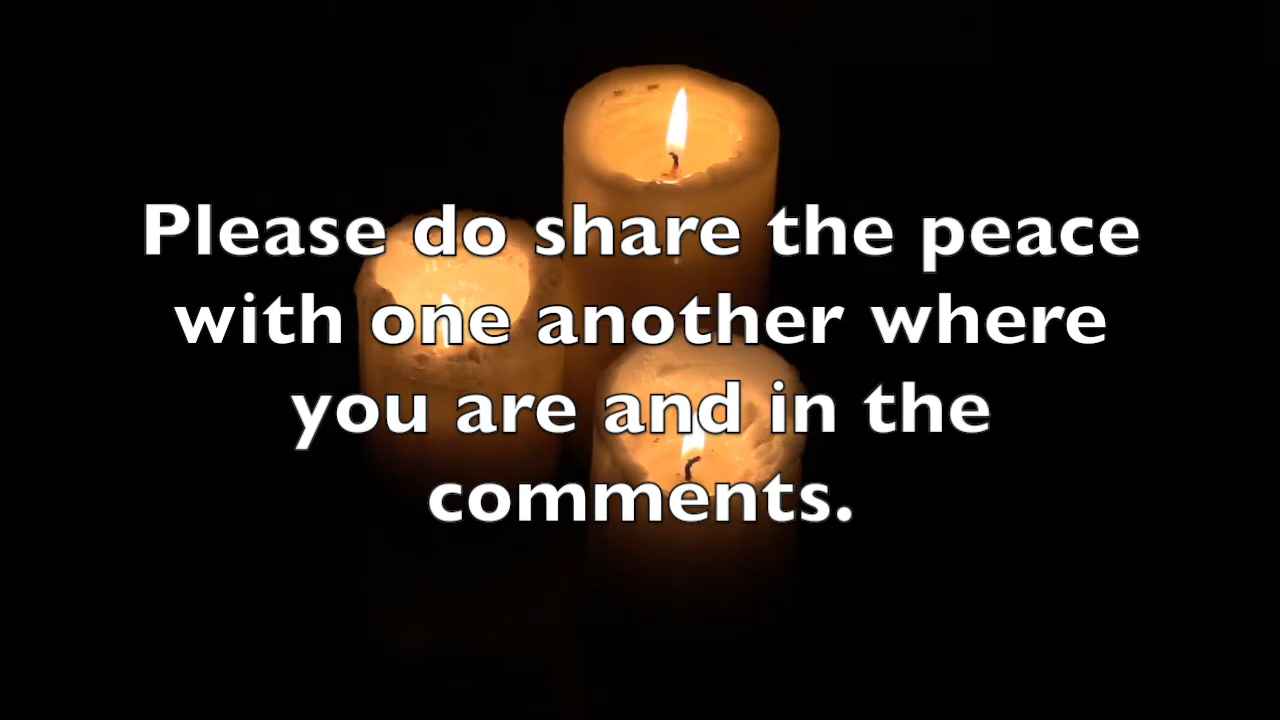 Please do share the peace
with one another where
you are and in the
comments.